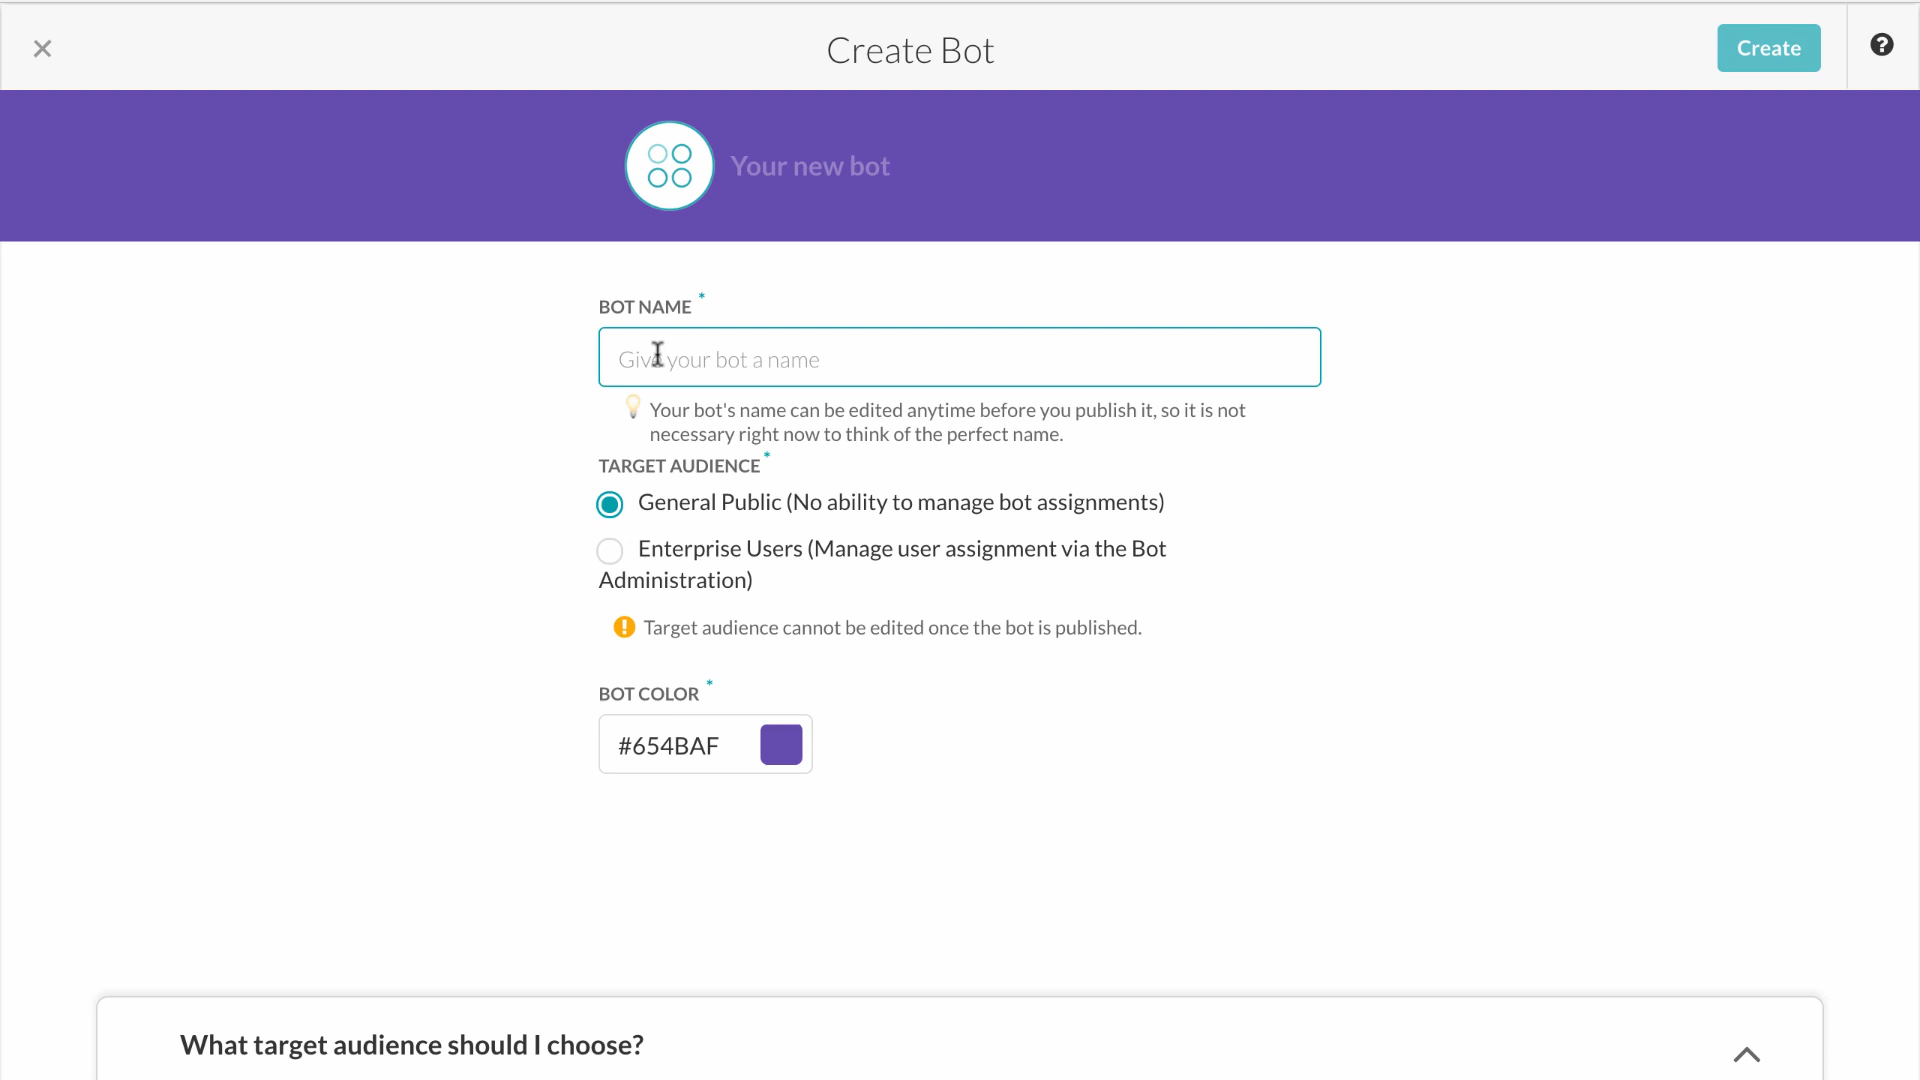 Create Bot
Create
Your new bot
BOT NAME *
Give your bot a name
Your bot's name can be edited anytime before you publish it, so it is not
necessary right now to think of the perfect name.
TARGET AUDIENCE *
General Public (No ability to manage bot assignments)
Enterprise Users (Manage user assignment via the Bot
Administration)
Target audience cannot be edited once the bot is published.
BOT COLOR *
#654BAF
What target audience should I choose?